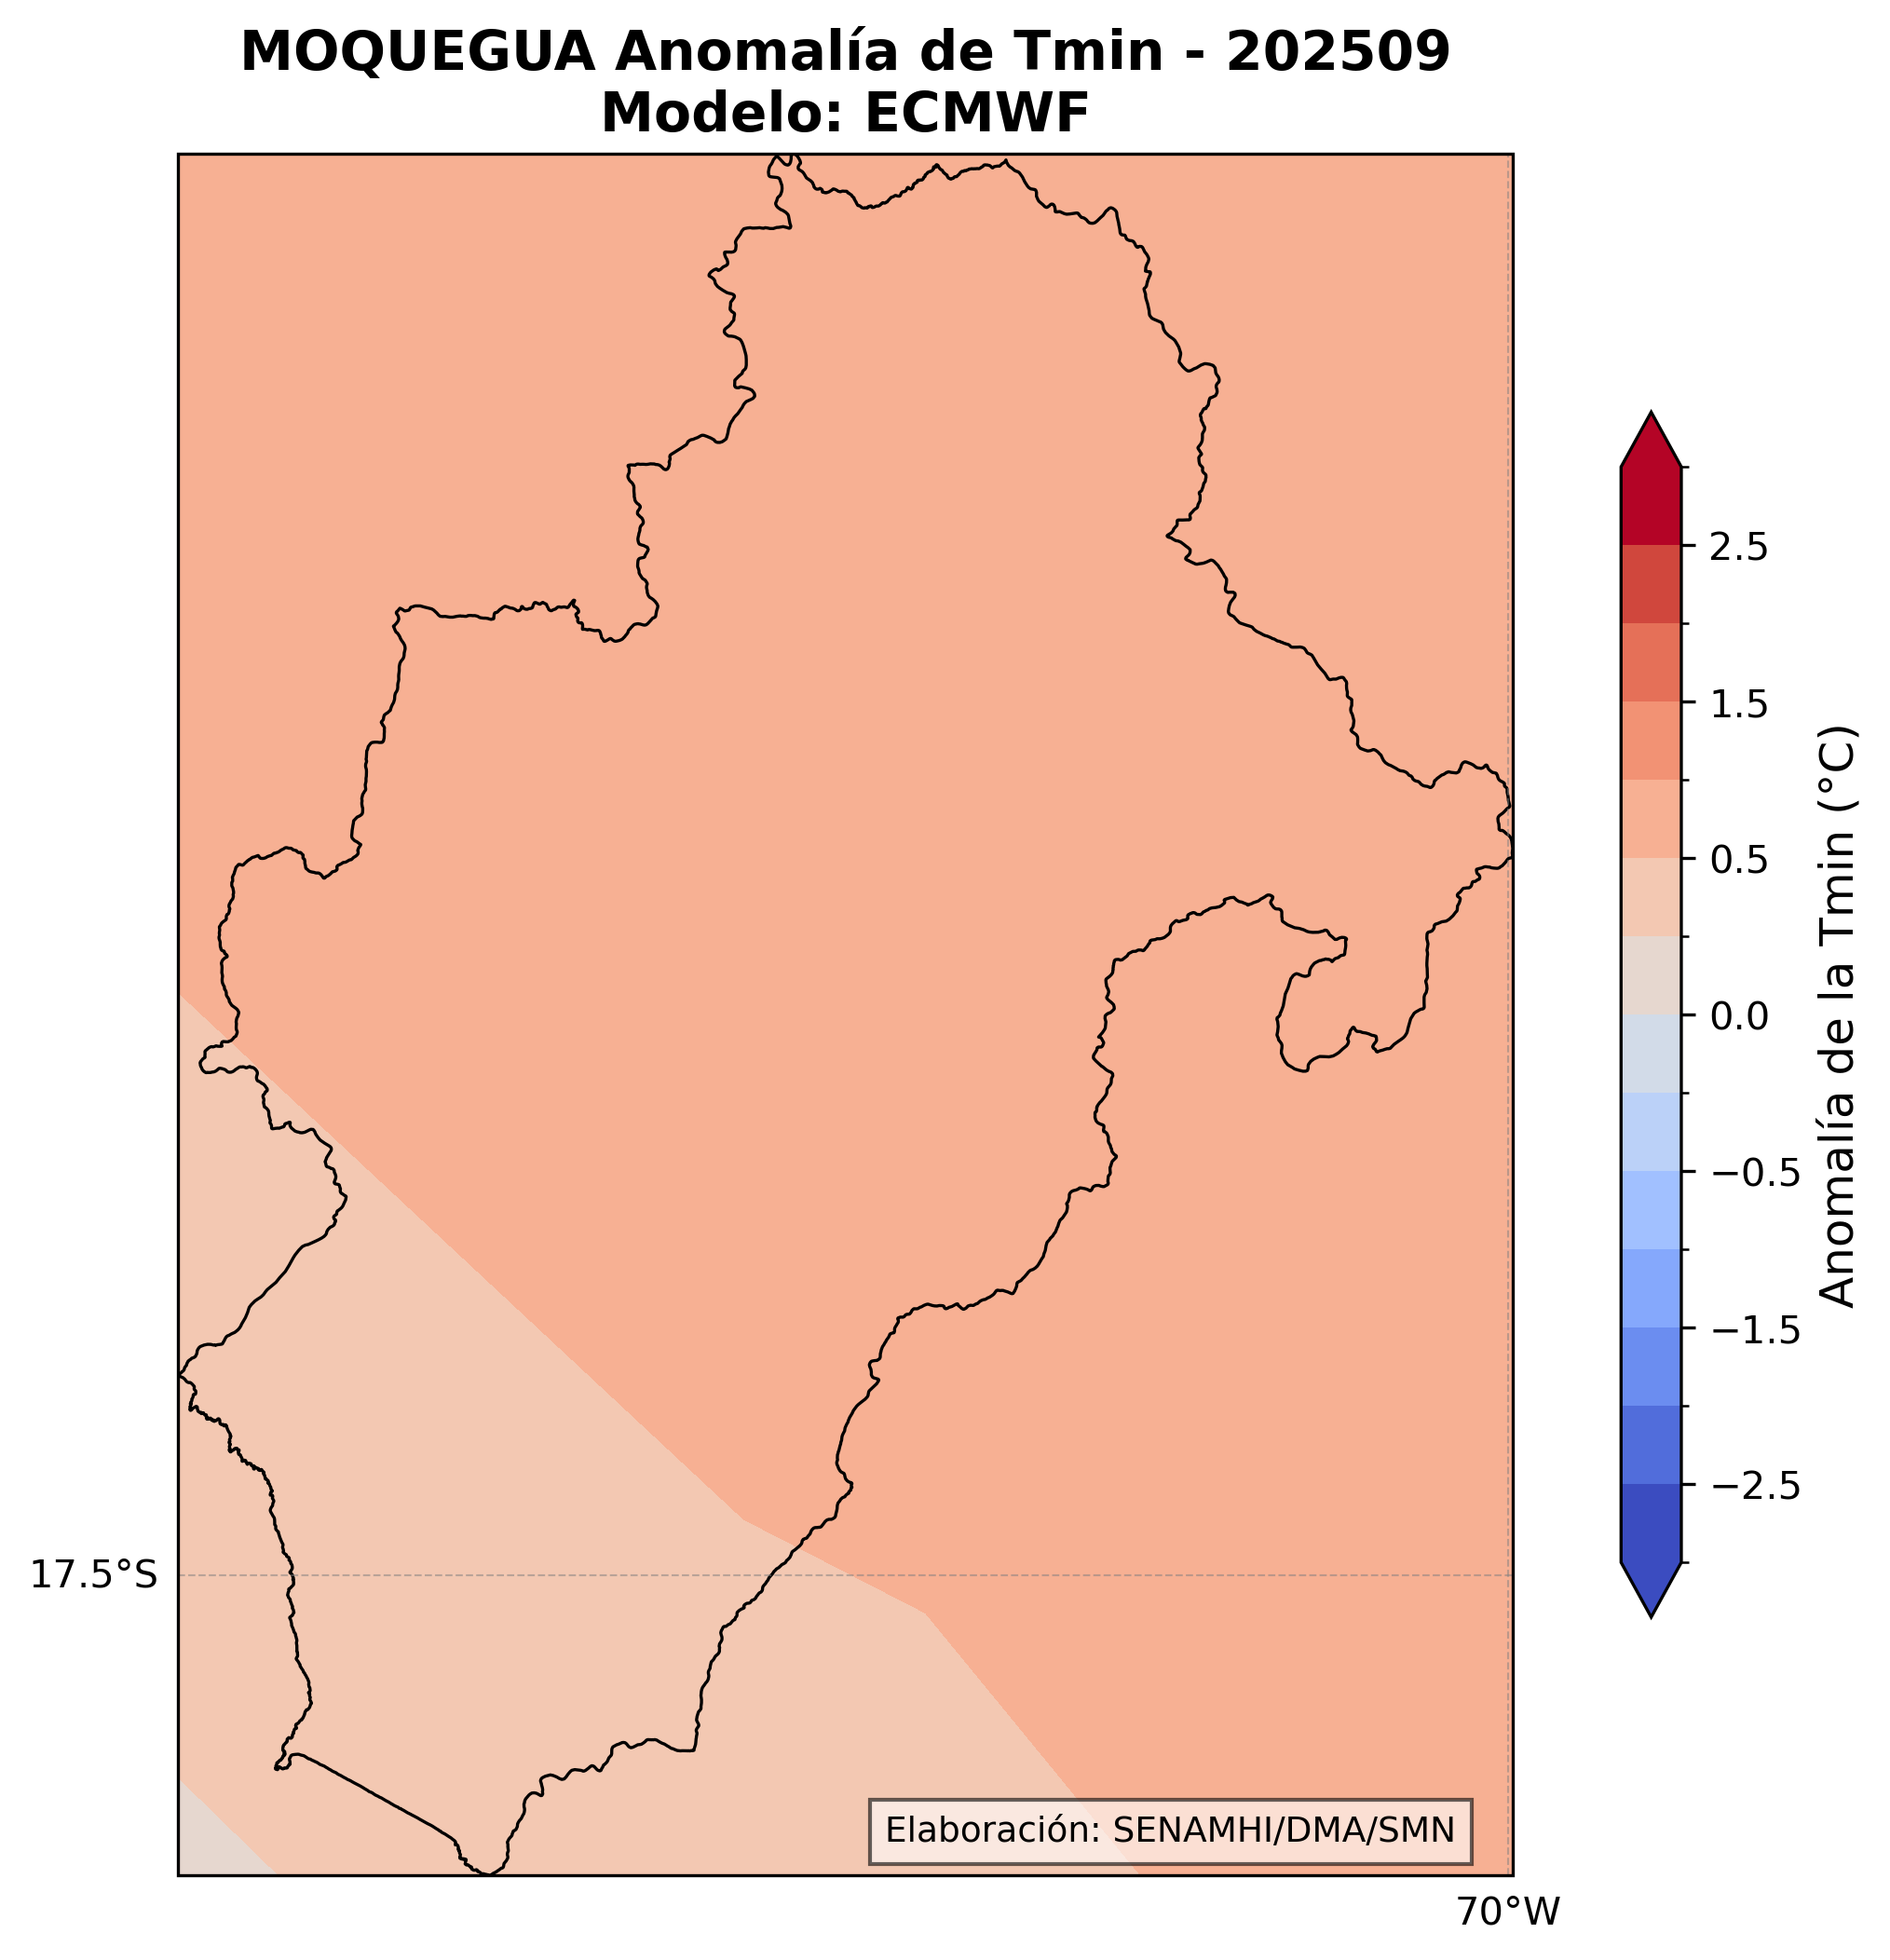 MOQUEGUA Anomalía de Tmin - 202509
Modelo: ECMWF
2.5
1.5
0.5
0.0
−0.5
−1.5
−2.5
Anomalía de la Tmin (°C)
17.5°S
Elaboración: SENAMHI/DMA/SMN
70°W